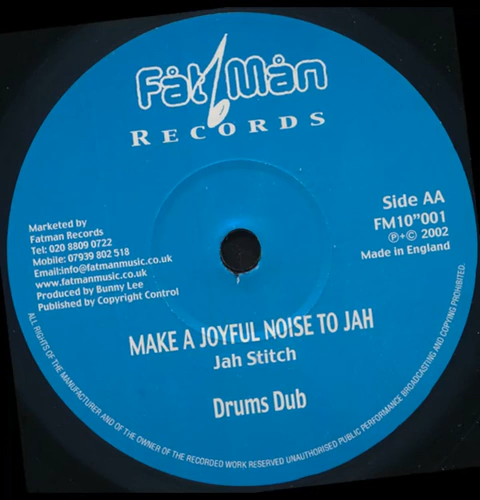 Fåt Mån
RECORDS
Side AA
FM10"001
℗+© 2002
Made in England
Marketed by
Fatman Records
Tel: 020 8809 0722
Mobile: 07939 802 518
Email:info@fatmanmusic.co.uk
www.fatmanmusic.co.uk
Produced by Bunny Lee
Published by Copyright Control
MAKE A JOYFUL NOISE TO JAH
Jah Stitch
Drums Dub
ALL RIGHTS OF THE MANUFACTURER AND OF THE OWNER OF THE RECORDED WORK RESERVED UNAUTHORISED PUBLIC PERFORMANCE BROADCASTING AND COPYING PROHIBITED.